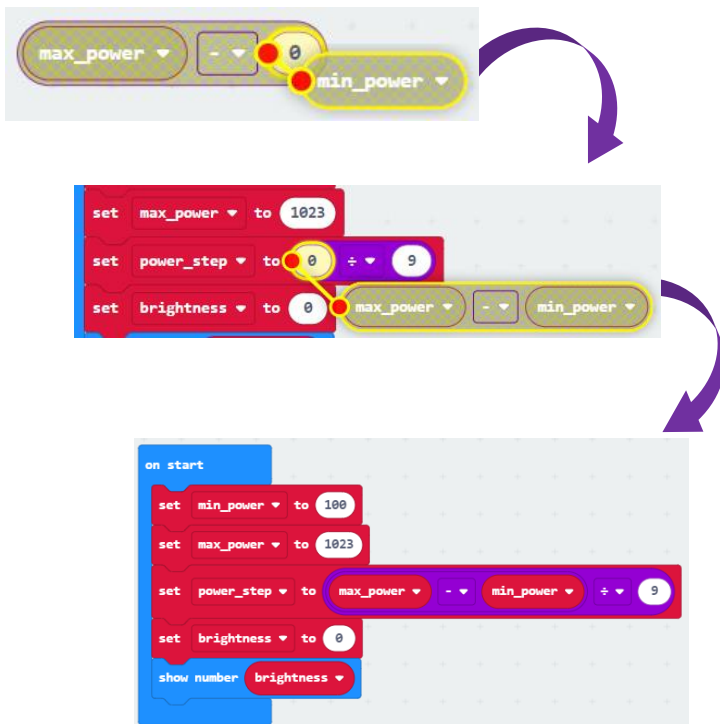 max_power - 0
min_power
set max_power to 1023
set power_step to 0 ÷ 9
set brightness to 0
max_power - min_power
on start
set min_power to 100
set max_power to 1023
set power_step to max_power - min_power ÷ 9
set brightness to 0
show number brightness